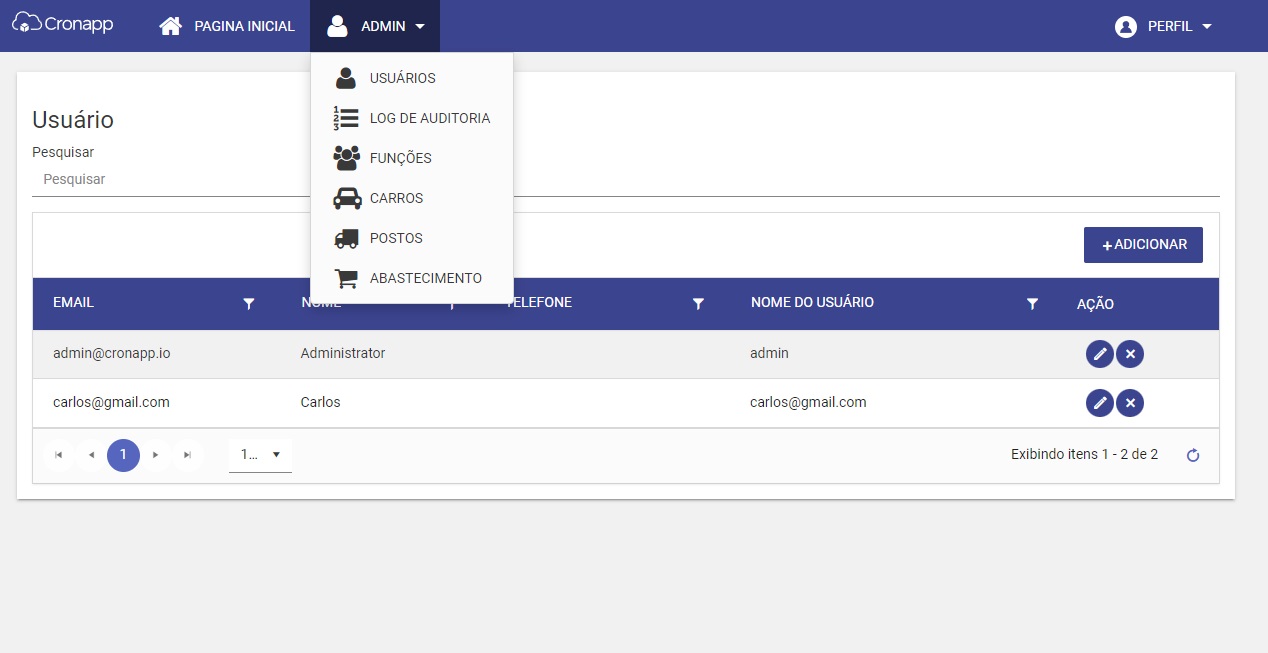 Cronapp
PAGINA INICIAL
ADMIN
PERFIL
USUÁRIOS
LOG DE AUDITORIA
FUNÇÕES
CARROS
POSTOS
ABASTECIMENTO
Usuário
Pesquisar
Pesquisar
+ADICIONAR
EMAIL NOME TELEFONE NOME DO USUÁRIO AÇÃO
admin@cronapp.io Administrator admin
carlos@gmail.com Carlos carlos@gmail.com
1 1... Exibindo itens 1 - 2 de 2